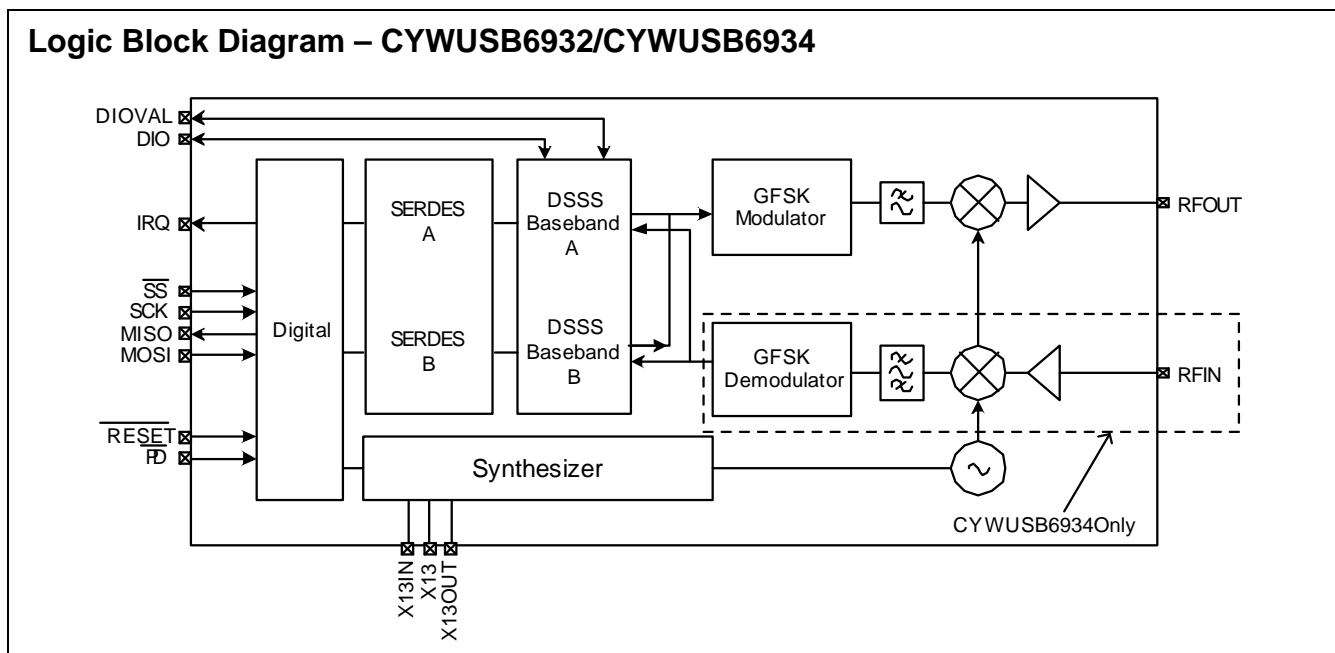 Logic Block Diagram – CYWUSB6932/CYWUSB6934
DIOVAL
DIO
IRQ
SS
SCK
MISO
MOSI
RESET
PD
Digital
SERDES
A
SERDES
B
DSSS
Baseband
A
DSSS
Baseband
B
GFSK
Modulator
GFSK
Demodulator
RFOUT
RFIN
Synthesizer
CYWUSB6934Only
X13IN
X13
X13OUT